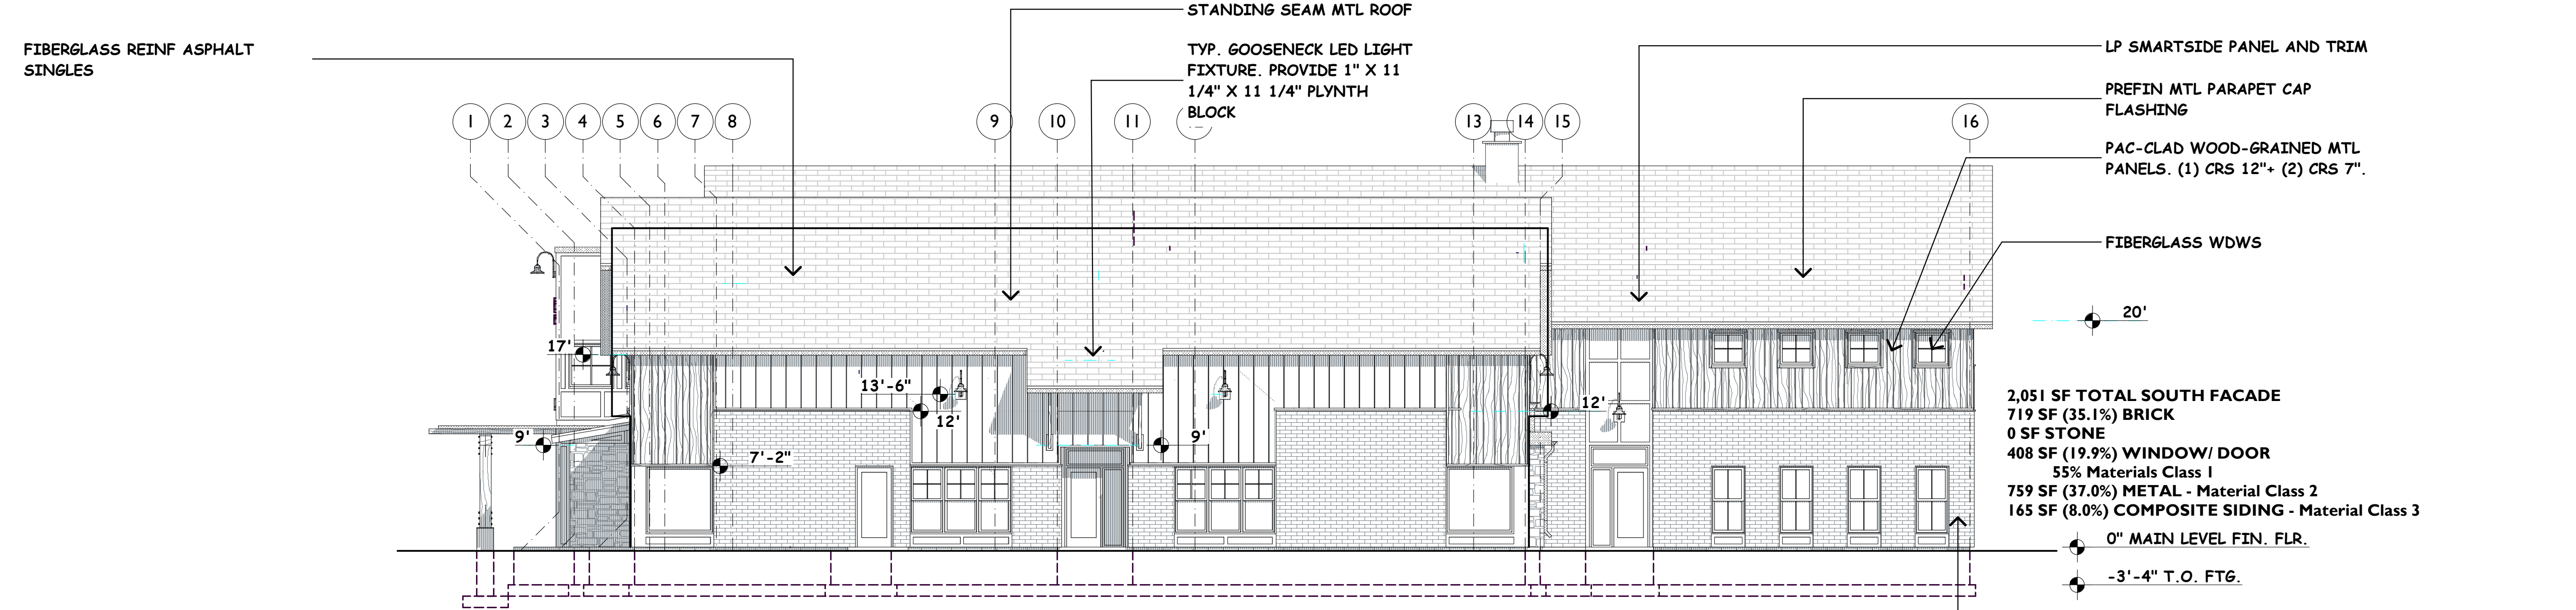 STANDING SEAM MTL ROOF
FIBERGLASS REINF ASPHALT
SINGLES
TYP. GOOSENECK LED LIGHT
FIXTURE. PROVIDE 1" X 11
1/4" X 11 1/4" PLYNTH
BLOCK
LP SMARTSIDE PANEL AND TRIM
PREFIN MTL PARAPET CAP
FLASHING
1 2 3 4 5 6 7 8 9 10 11 13 14 15 16
PAC-CLAD WOOD-GRAINED MTL
PANELS. (1) CRS 12"+ (2) CRS 7".
FIBERGLASS WDWS
20'
17'
13'-6"
12'
12'
9'
9'
7'-2"
2,051 SF TOTAL SOUTH FACADE
719 SF (35.1%) BRICK
0 SF STONE
408 SF (19.9%) WINDOW/ DOOR
55% Materials Class 1
759 SF (37.0%) METAL - Material Class 2
165 SF (8.0%) COMPOSITE SIDING - Material Class 3
0" MAIN LEVEL FIN. FLR.
-3'-4" T.O. FTG.